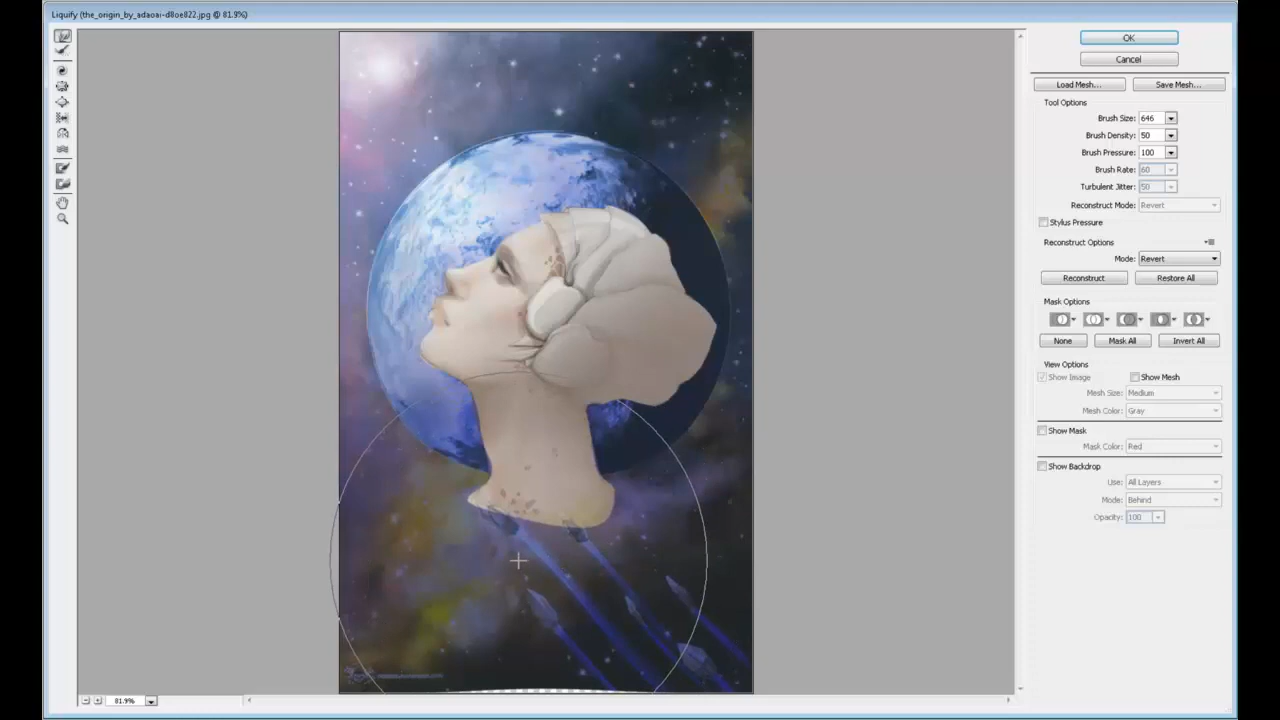 Liquify (the_origin_by_adaoai-d8oe822.jpg @ 81.9%)
OK
Cancel
Load Mesh...
Save Mesh...
Tool Options
Brush Size: 646
Brush Density: 50
Brush Pressure: 100
Brush Rate: 60
Turbulent Jitter: 50
Reconstruct Mode: Revert
Stylus Pressure
Reconstruct Options
Mode: Revert
Reconstruct
Restore All
Mask Options
None
Mask All
Invert All
View Options
Show Image
Show Mesh
Mesh Size: Medium
Mesh Color: Gray
Show Mask
Mask Color: Red
Show Backdrop
Use: All Layers
Mode: Behind
Opacity: 100
81.9%